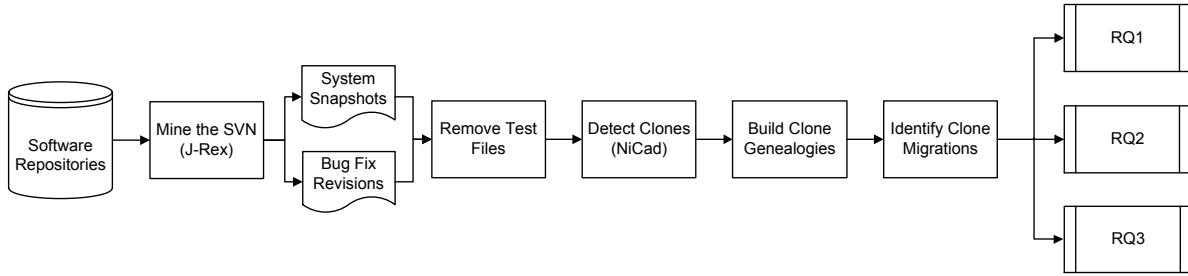 Software
Repositories
Mine the SVN
(J-Rex)
System
Snapshots
Bug Fix
Revisions
Remove Test
Files
Detect Clones
(NiCad)
Build Clone
Genealogies
Identify Clone
Migrations
RQ1
RQ2
RQ3